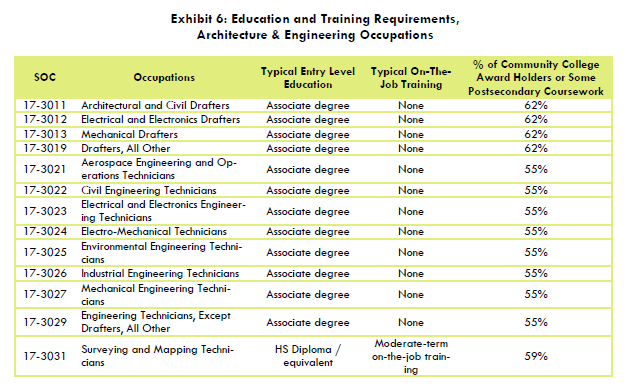 Exhibit 6: Education and Training Requirements,
Architecture & Engineering Occupations
SOC Occupations Typical Entry Level Education Typical On-The-Job Training % of Community College Award Holders or Some Postsecondary Coursework
17-3011 Architectural and Civil Drafters Associate degree None 62%
17-3012 Electrical and Electronics Drafters Associate degree None 62%
17-3013 Mechanical Drafters Associate degree None 62%
17-3019 Drafters, All Other Associate degree None 62%
17-3021 Aerospace Engineering and Op-
erations Technicians Associate degree None 55%
17-3022 Civil Engineering Technicians Associate degree None 55%
17-3023 Electrical and Electronics Engineer-
ing Technicians Associate degree None 55%
17-3024 Electro-Mechanical Technicians Associate degree None 55%
17-3025 Environmental Engineering Techni-
cians Associate degree None 55%
17-3026 Industrial Engineering Technicians Associate degree None 55%
17-3027 Mechanical Engineering Techni-
cians Associate degree None 55%
17-3029 Engineering Technicians, Except
Drafters, All Other Associate degree None 55%
17-3031 Surveying and Mapping Techni-
cians HS Diploma /
equivalent Moderate-term
on-the-job train-
ing 59%